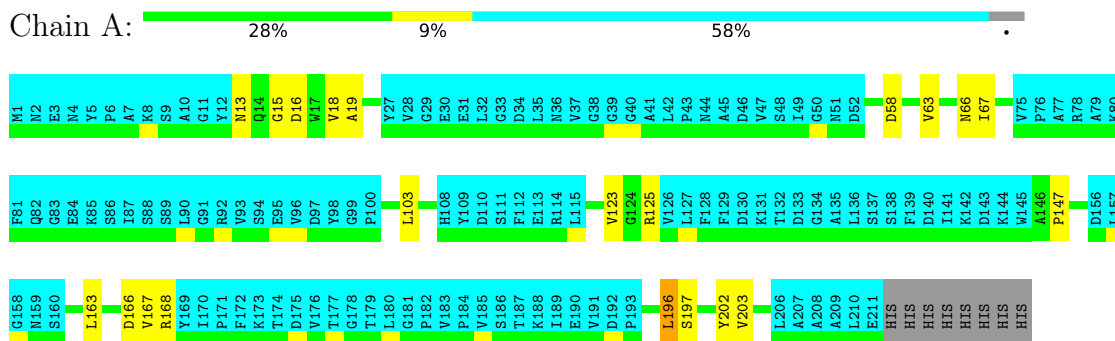 Chain A:
28% 9% 58% •
M1 N2 E3 N4 Y5 P6 A7 K8 S9 A10 G11 Y12 N13 Q14 G15 D16 W17 V18 A19 Y27 V28 G29 E30 E31 L32 G33 D34 L35 N36 V37 G38 G39 G40 A41 L42 P43 N44 A45 D46 V47 S48 I49 G50 N51 D52 D58 V63 N66 I67 V75 P76 A77 R78 A79 K80
F81 Q82 G83 E84 K85 S86 I87 S88 S89 L90 G91 R92 V93 S94 E95 V96 D97 Y98 G99 P100 L103 H108 Y109 D110 S111 F112 E113 R114 L115 V123 G124 R125 V126 L127 F128 F129 D130 K131 T132 D133 G134 A135 L136 S137 S138 F139 D140 I141 K142 D143 K144 W145 A146 P147 D156 L157
G158 N159 S160 L163 D166 V167 R168 Y169 I170 P171 F172 K173 T174 D175 V176 T177 G178 T179 L180 G181 P182 V183 P184 V185 S186 T187 K188 I189 E190 V191 D192 P193 L196 S197 Y202 V203 L206 A207 A208 A209 L210 E211 HIS HIS HIS HIS HIS HIS HIS HIS